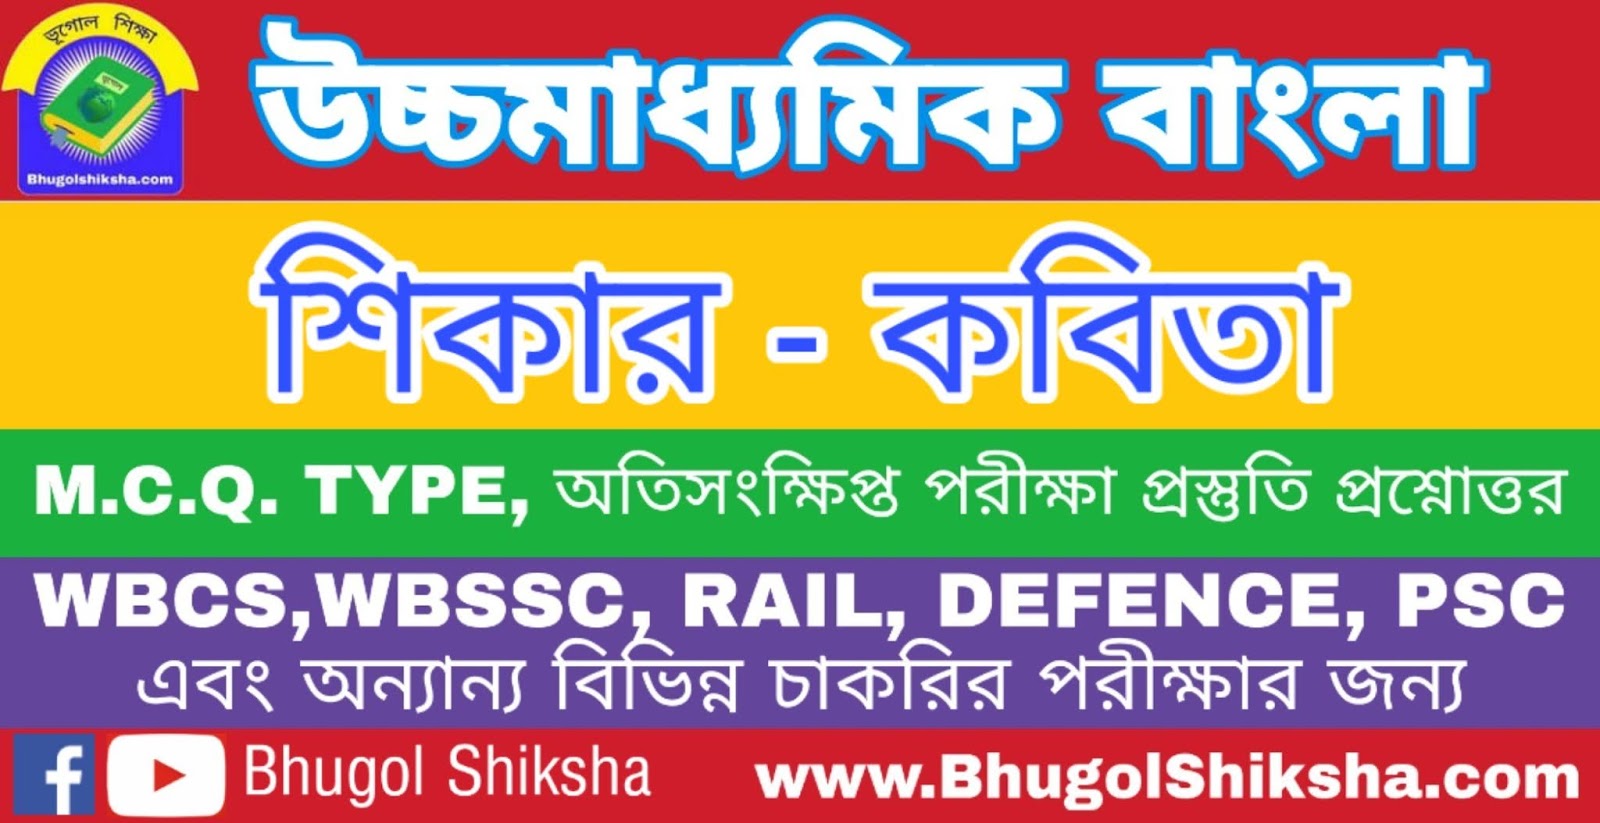 ভূগোল শিক্ষা
ভূগোল
Bhugolshiksha.com
উচ্চমাধ্যমিক বাংলা
শিকার - কবিতা
M.C.Q. TYPE, অতিসংক্ষিপ্ত পরীক্ষা প্রস্তুতি প্রশ্নোত্তর
WBCS,WBSSC, RAIL, DEFENCE, PSC
এবং অন্যান্য বিভিন্ন চাকরির পরীক্ষার জন্য
f Bhugol Shiksha www.BhugolShiksha.com